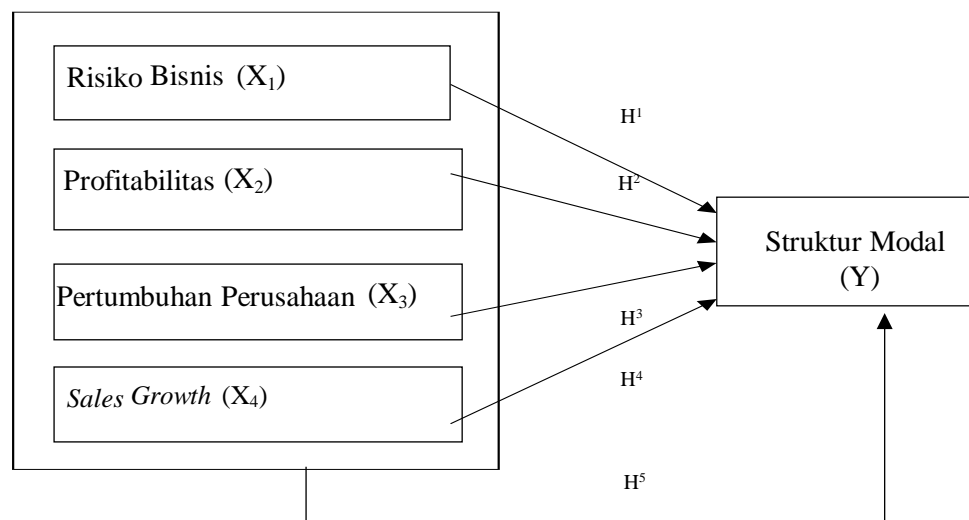 Risiko Bisnis (X₁)
H¹
Profitabilitas (X₂)
H²
Struktur Modal
(Y)
Pertumbuhan Perusahaan (X₃)
H³
Sales Growth (X₄)
H⁴
H⁵